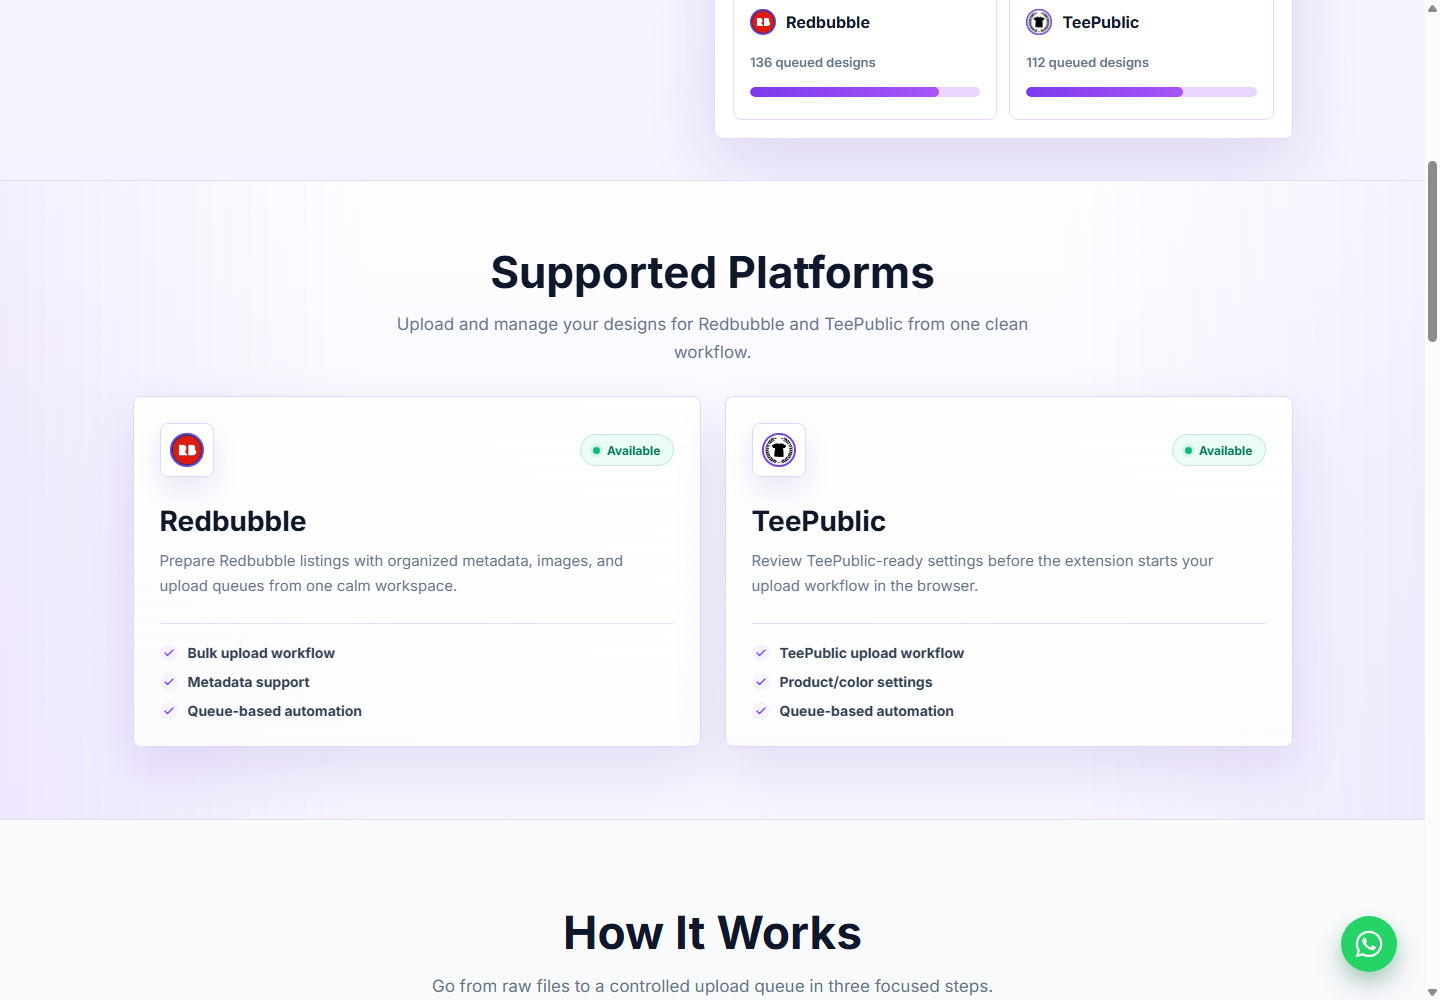 Redbubble
136 queued designs
TeePublic
112 queued designs
Supported Platforms
Upload and manage your designs for Redbubble and TeePublic from one clean
workflow.
RB
Available
Redbubble
Prepare Redbubble listings with organized metadata, images, and
upload queues from one calm workspace.
Bulk upload workflow
Metadata support
Queue-based automation
Available
TeePublic
Review TeePublic-ready settings before the extension starts your
upload workflow in the browser.
TeePublic upload workflow
Product/color settings
Queue-based automation
How It Works
Go from raw files to a controlled upload queue in three focused steps.